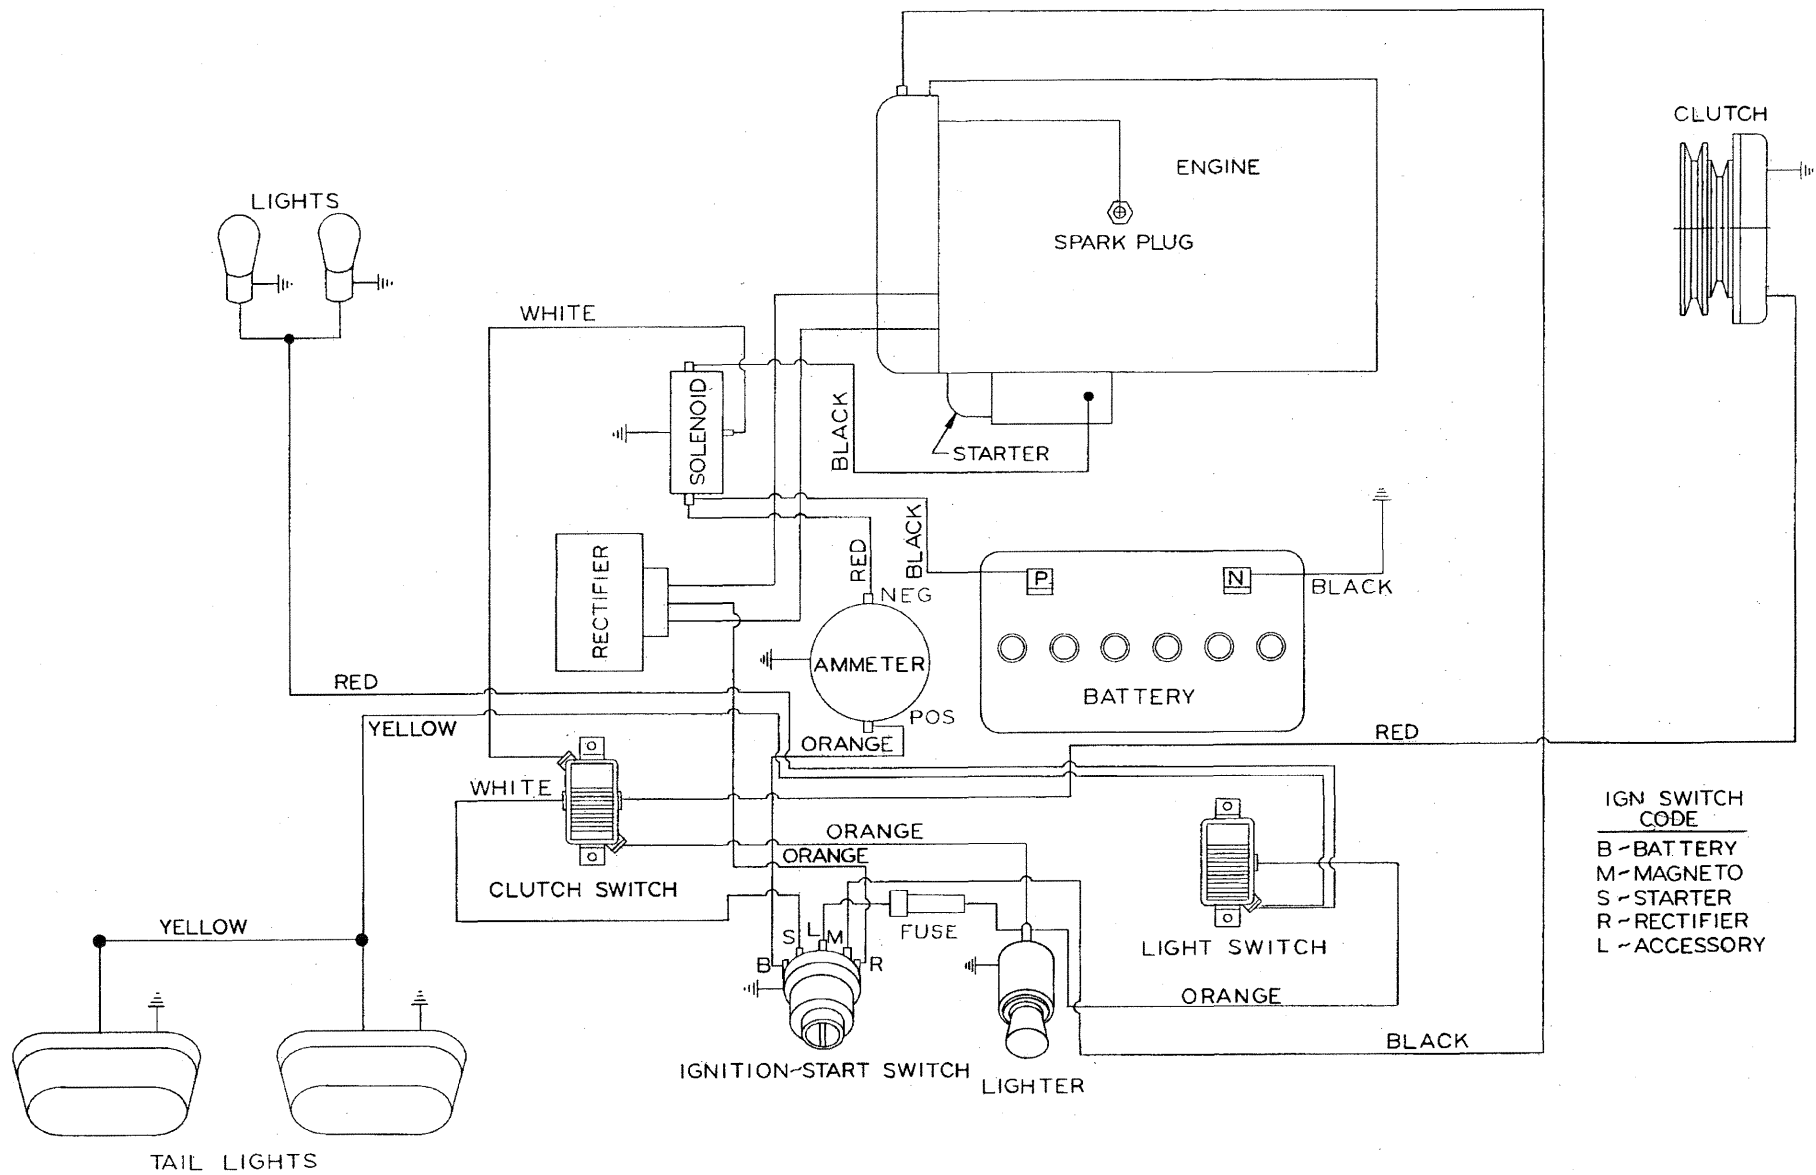 CLUTCH
ENGINE
LIGHTS
SPARK PLUG
WHITE
SOLENOID
BLACK
STARTER
RECTIFIER
RED
BLACK
NEG
P
N
BLACK
AMMETER
BATTERY
RED
POS
YELLOW
ORANGE
RED
WHITE
IGN SWITCH
CODE
B~BATTERY
M~MAGNETO
S~STARTER
R~RECTIFIER
L~ACCESSORY
ORANGE
ORANGE
CLUTCH SWITCH
YELLOW
FUSE
LIGHT SWITCH
S
L
M
B
R
ORANGE
BLACK
IGNITION~START SWITCH
LIGHTER
TAIL LIGHTS